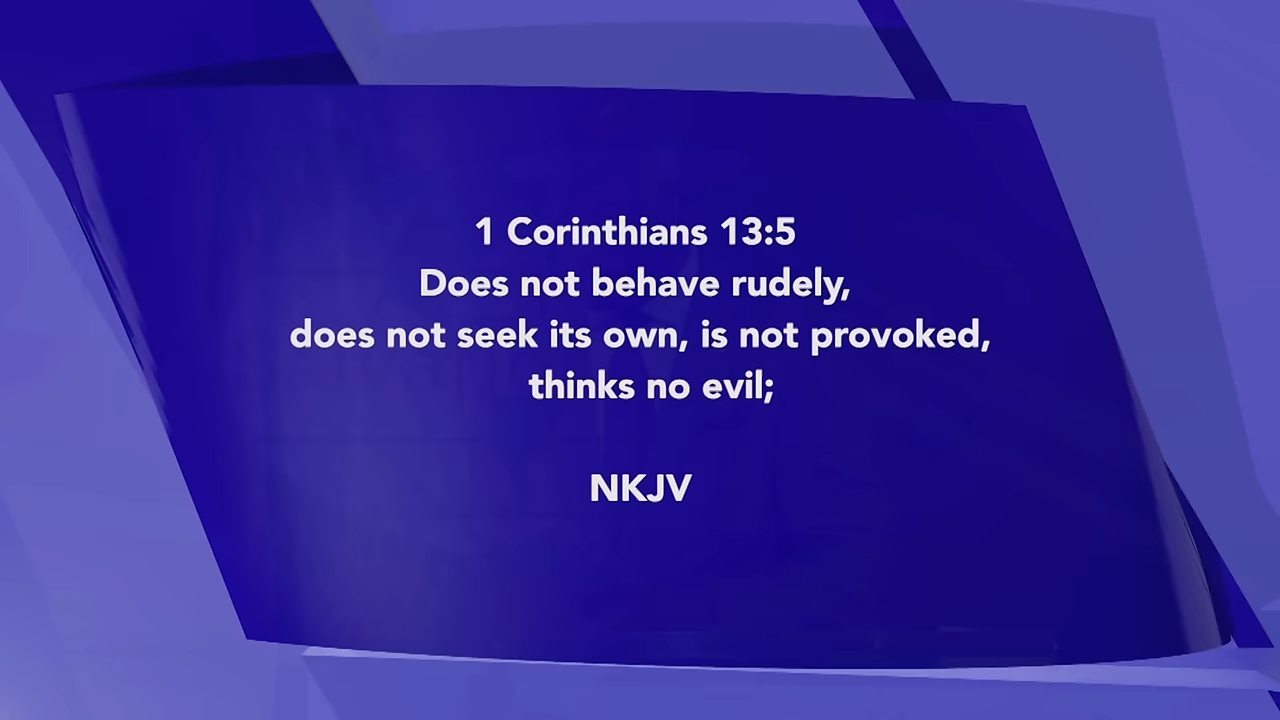 1 Corinthians 13:5
Does not behave rudely,
does not seek its own, is not provoked,
thinks no evil;
NKJV